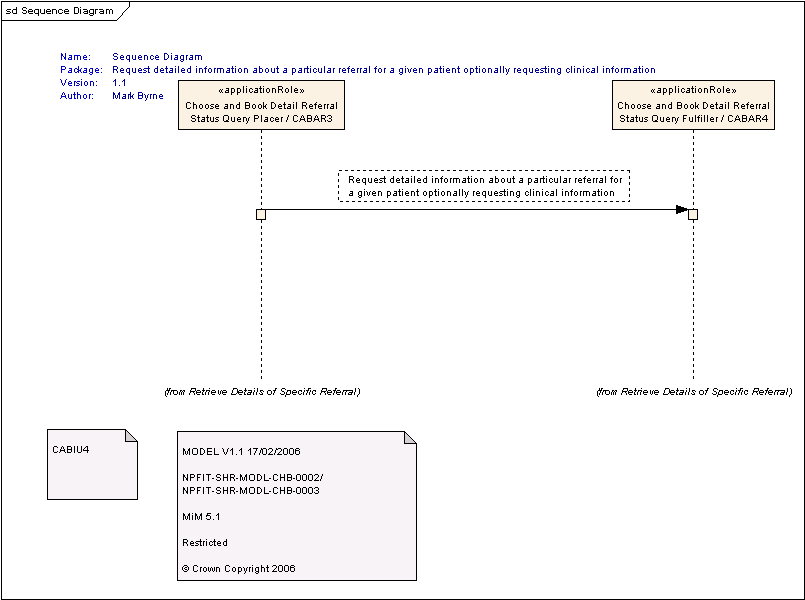 sd Sequence Diagram
Name: Sequence Diagram
Package: Request detailed information about a particular referral for a given patient optionally requesting clinical information
Version: 1.1
Author: Mark Byrne
«applicationRole»
Choose and Book Detail Referral
Status Query Placer / CABAR3
«applicationRole»
Choose and Book Detail Referral
Status Query Fulfiller / CABAR4
Request detailed information about a particular referral for
a given patient optionally requesting clinical information
(from Retrieve Details of Specific Referral)
(from Retrieve Details of Specific Referral)
CABIU4
MODEL V1.1 17/02/2006
NPFIT-SHR-MODL-CHB-0002/
NPFIT-SHR-MODL-CHB-0003
MiM 5.1
Restricted
© Crown Copyright 2006